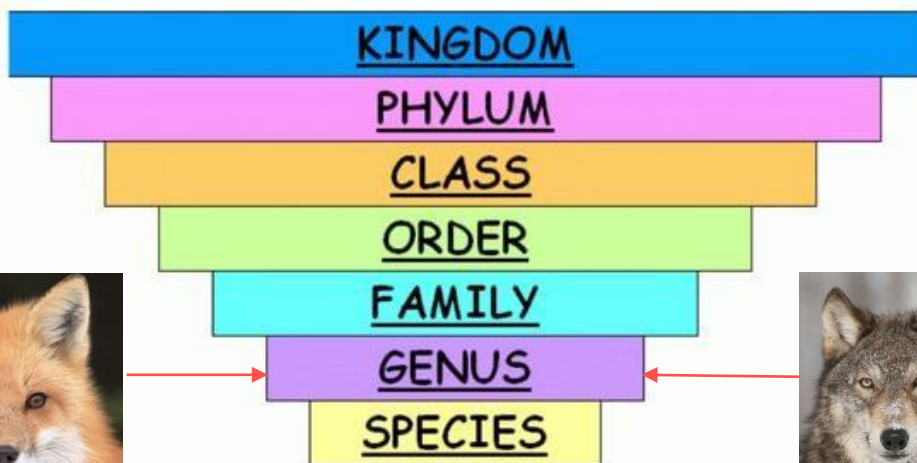 KINGDOM
PHYLUM
CLASS
ORDER
FAMILY
GENUS
SPECIES